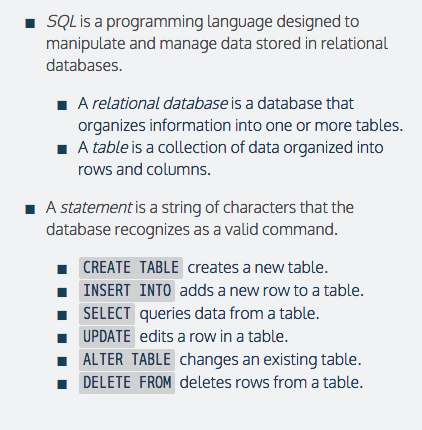 SQL is a programming language designed to
manipulate and manage data stored in relational
databases.
A relational database is a database that
organizes information into one or more tables.
A table is a collection of data organized into
rows and columns.
A statement is a string of characters that the
database recognizes as a valid command.
CREATE TABLE creates a new table.
INSERT INTO adds a new row to a table.
SELECT queries data from a table.
UPDATE edits a row in a table.
ALTER TABLE changes an existing table.
DELETE FROM deletes rows from a table.